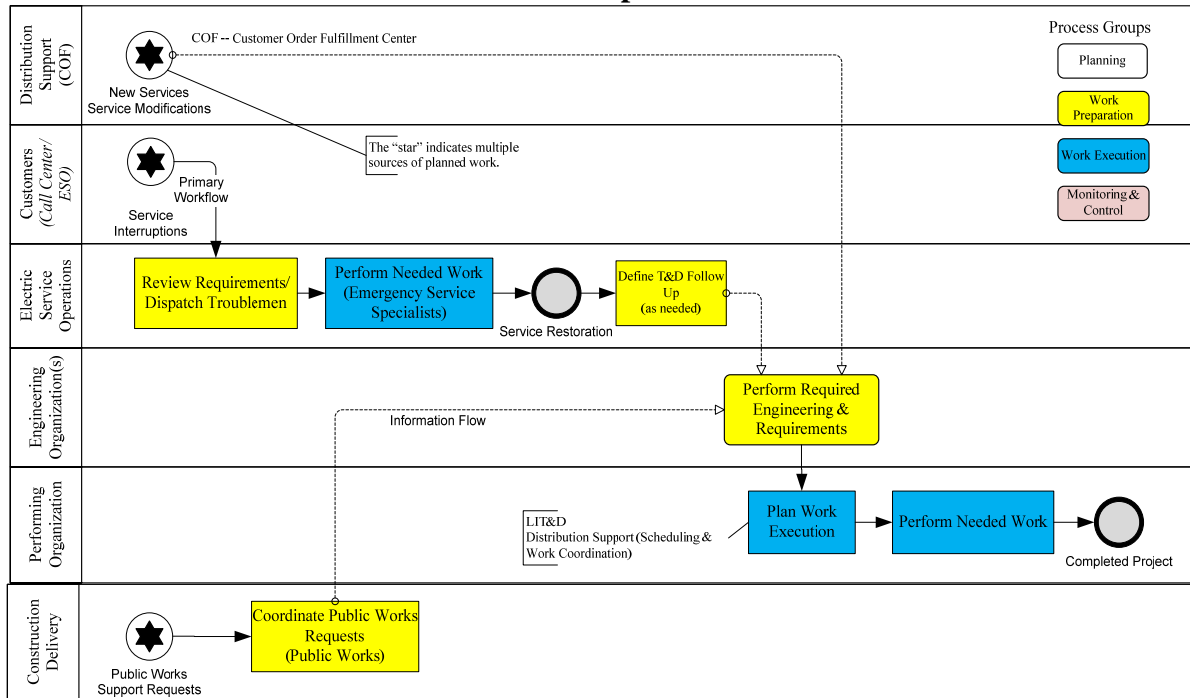 Distribution
Support
(COF)
COF -- Customer Order Fulfillment Center
New Services
Service Modifications
Process Groups
Planning
Work
Preparation
Work Execution
Monitoring &
Control
Customers
(Call Center/
ESO)
The “star” indicates multiple
sources of planned work.
Primary
Workflow
Service
Interruptions
Electric
Service
Operations
Review Requirements/
Dispatch Troublemen
Perform Needed Work
(Emergency Service
Specialists)
Service Restoration
Define T&D Follow
Up
(as needed)
Engineering
Organization(s)
Information Flow
Perform Required
Engineering &
Requirements
Performing
Organization
LIT&D
Distribution Support (Scheduling &
Work Coordination)
Plan Work
Execution
Perform Needed Work
Completed Project
Construction
Delivery
Public Works
Support Requests
Coordinate Public Works
Requests
(Public Works)